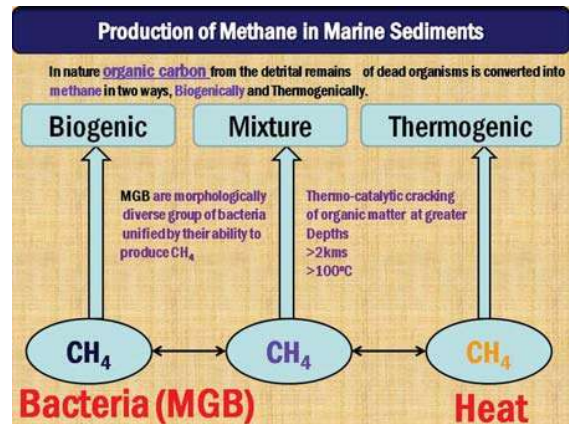 Production of Methane in Marine Sediments
In nature organic carbon from the detrital remains of dead organisms is converted into
methane in two ways, Biogenically and Thermogenically.
Biogenic Mixture Thermogenic
MGB are morphologically
diverse group of bacteria
unified by their ability to
produce CH₄
Thermo-catalytic cracking
of organic matter at greater
Depths
>2kms
>100°C
CH₄ CH₄ CH₄
Bacteria (MGB) Heat